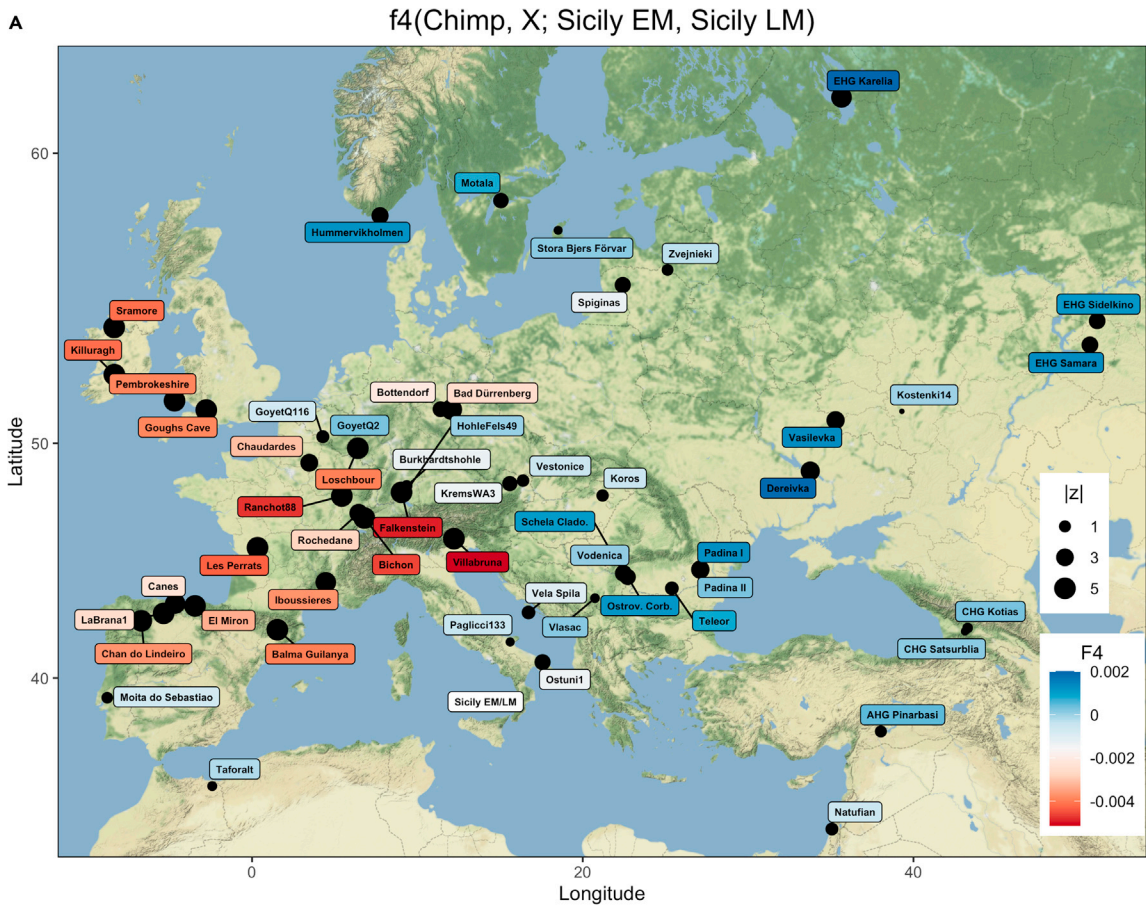 A
f4(Chimp, X; Sicily EM, Sicily LM)
EHG Karelia
60
Motala
Hummervikholmen
Stora Bjers Förvar
Zvejnieki
Spiginas
EHG Sidelkino
Sramore
Killuragh
EHG Samara
Pembrokeshire
Bottendorf
Bad Dürrenberg
Kostenki14
Goughs Cave
GoyetQ116
GoyetQ2
HohleFels49
Vasilevka
50
Chaudardes
Burkhardtshohle
Vestonice
Loschbour
Koros
Dereivka
KremsWA3
Ranchot88
Falkenstein
Schela Clado.
Rochedane
Villabruna
Vodenica
Padina I
Les Perrats
Bichon
Canes
Iboussieres
Vela Spila
Padina II
LaBrana1
El Miron
Paglicci133
Vlasac
Ostrov. Corb.
Teleor
CHG Kotias
Chan do Lindeiro
Balma Guilanya
CHG Satsurblia
Ostuni1
40
Moita do Sebastiao
Sicily EM/LM
AHG Pinarbasi
Taforalt
Natufian
|z|
1
3
5
F4
0.002
0
-0.002
-0.004
Latitude
0
20
40
Longitude